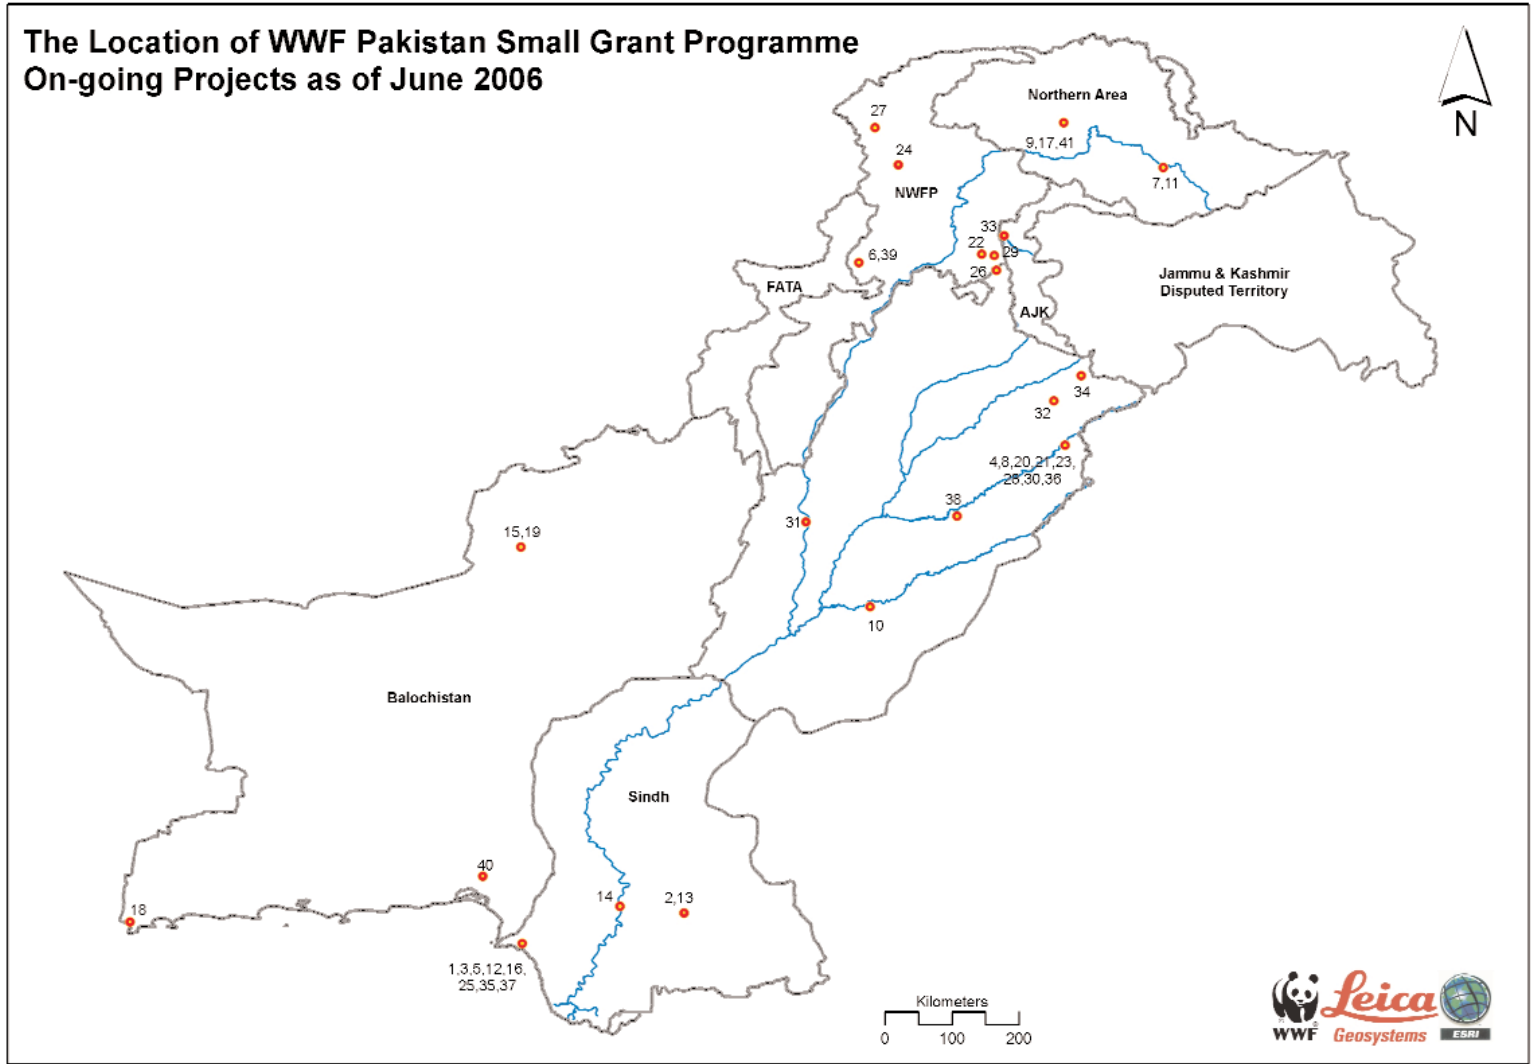 The Location of WWF Pakistan Small Grant Programme
On-going Projects as of June 2006
N
Northern Area
27
9,17,41
24
7,11
NWFP
33
22
29
6,39
26
Jammu & Kashmir
Disputed Territory
FATA
AJK
34
32
4,8,20,21,23,
28,30,36
38
31
15,19
10
Balochistan
Sindh
40
14
2,13
18
1,3,5,12,16,
25,35,37
Kilometers
0 100 200
WWF
Leica
Geosystems
ESRI